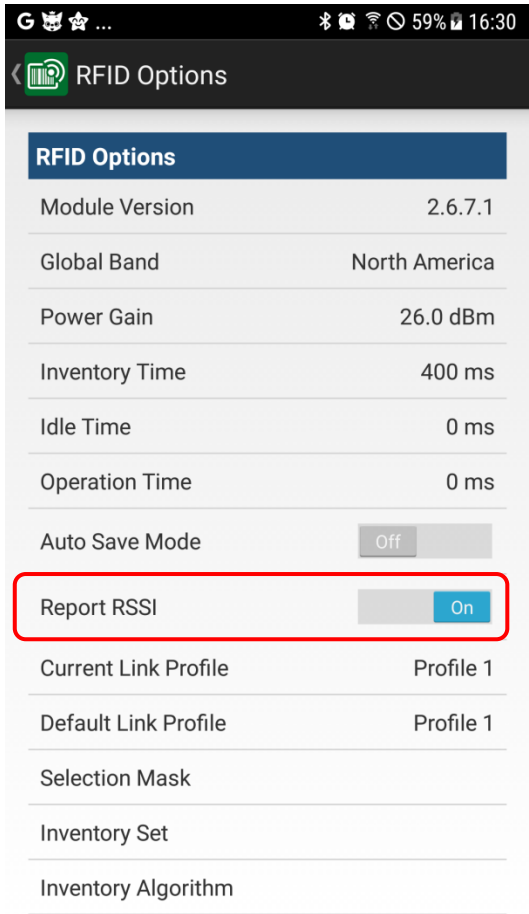 G ... 59% 16:30
RFID Options
RFID Options
Module Version 2.6.7.1
Global Band North America
Power Gain 26.0 dBm
Inventory Time 400 ms
Idle Time 0 ms
Operation Time 0 ms
Auto Save Mode Off
Report RSSI On
Current Link Profile Profile 1
Default Link Profile Profile 1
Selection Mask
Inventory Set
Inventory Algorithm